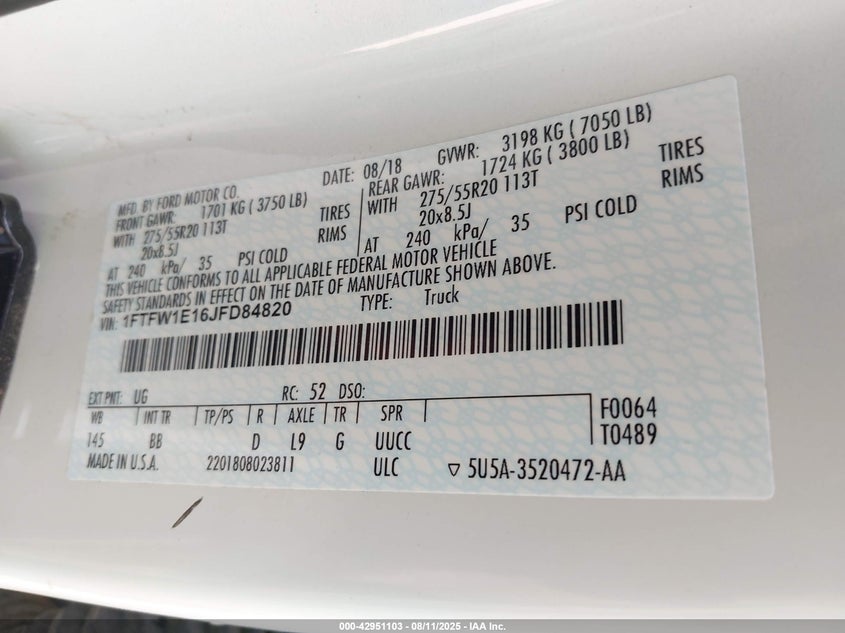 MFD. BY FORD MOTOR CO.
DATE: 08/18 GVWR: 3198 KG ( 7050 LB)
FRONT GAWR: 1701 KG ( 3750 LB)
WITH 275/55R20 113T TIRES
20x8.5J RIMS
AT 240 kPa/ 35 PSI COLD
REAR GAWR: 1724 KG ( 3800 LB)
WITH 275/55R20 113T TIRES
20x8.5J RIMS
AT 240 kPa/ 35 PSI COLD
THIS VEHICLE CONFORMS TO ALL APPLICABLE FEDERAL MOTOR VEHICLE
SAFETY STANDARDS IN EFFECT ON THE DATE OF MANUFACTURE SHOWN ABOVE.
VIN: 1FTFW1E16JFD84820 TYPE: Truck
EXT PNT: UG RC: 52 DSO:
WB INT TR TP/PS R AXLE TR SPR
145 BB D L9 G UUCC
F0064
T0489
MADE IN U.S.A. 2201808023811 ULC ▽ 5U5A-3520472-AA
000-42951103 - 08/11/2025 - IAA Inc.